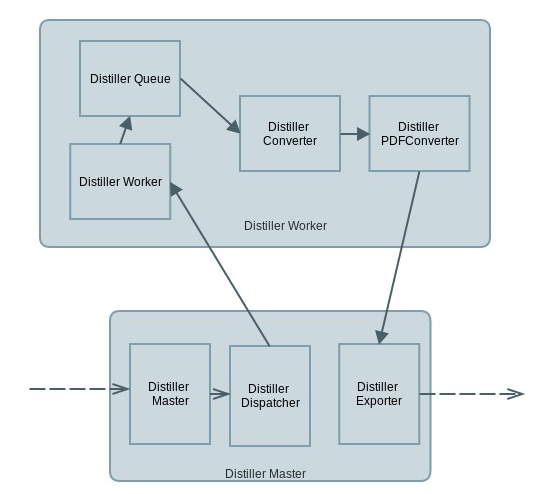 Distiller Queue
Distiller
Converter
Distiller
PDFConverter
Distiller Worker
Distiller Worker
Distiller
Master
Distiller
Dispatcher
Distiller
Exporter
Distiller Master